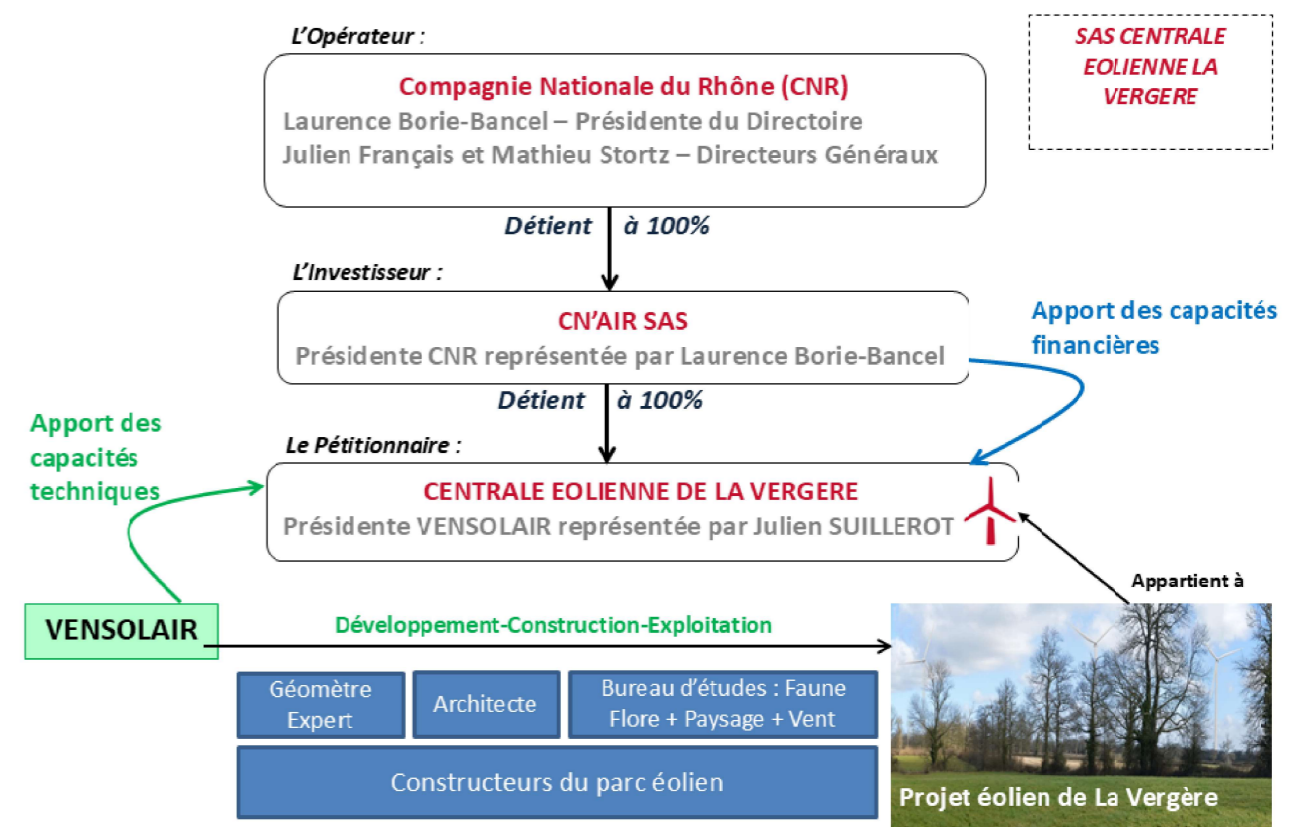 L'Opérateur :
SAS CENTRALE
EOLIENNE LA
VERGERE
Compagnie Nationale du Rhône (CNR)
Laurence Borie-Bancel – Présidente du Directoire
Julien Français et Mathieu Stortz – Directeurs Généraux
Détient à 100%
L'Investisseur :
CN'AIR SAS
Présidente CNR représentée par Laurence Borie-Bancel
Apport des capacités
financières
Détient à 100%
Apport des
capacités
techniques
Le Pétitionnaire :
CENTRALE EOLIENNE DE LA VERGERE
Présidente VENSOLAIR représentée par Julien SUILLEROT
Appartient à
VENSOLAIR
Développement-Construction-Exploitation
Géomètre
Expert
Architecte
Bureau d'études : Faune
Flore + Paysage + Vent
Constructeurs du parc éolien
Projet éolien de La Vergère